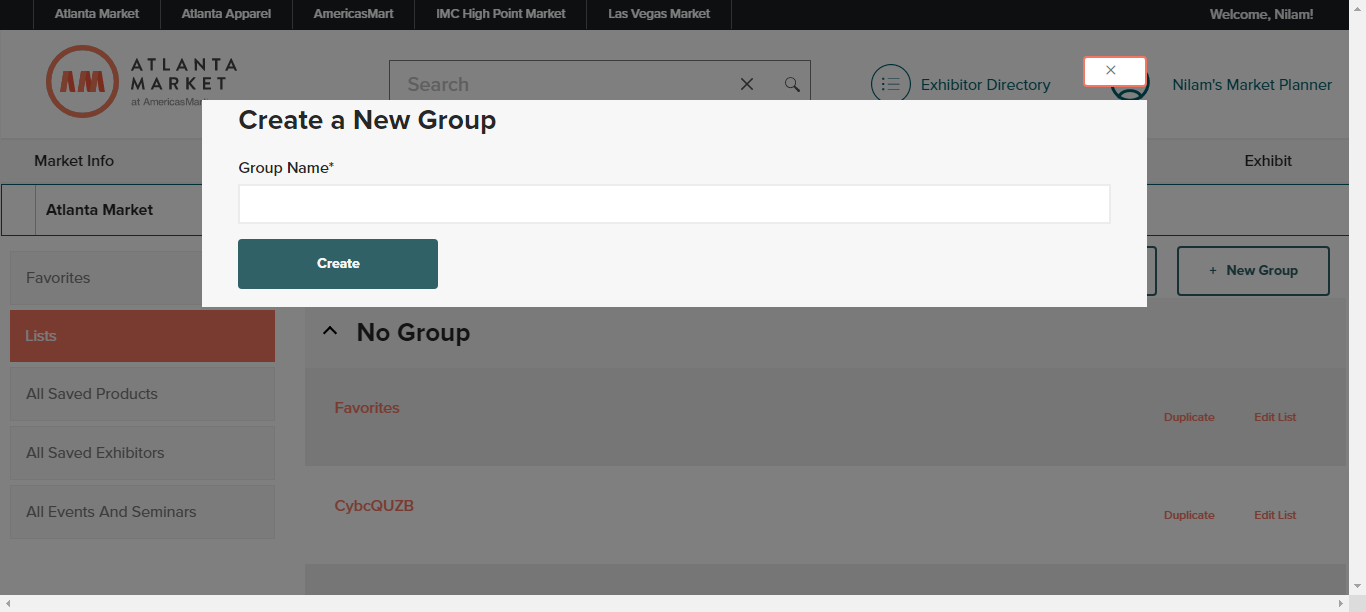 Atlanta Market Atlanta Apparel AmericasMart IMC High Point Market Las Vegas Market Welcome, Nilam!
AM ATLANTA
MARKET
at AmericasMar
Search
Exhibitor Directory
Nilam's Market Planner
Create a New Group
Market Info
Exhibit
Group Name*
Atlanta Market
Create
+ New Group
Favorites
Lists
All Saved Products
All Saved Exhibitors
All Events And Seminars
No Group
Favorites
Duplicate Edit List
CybcQUZB
Duplicate Edit List